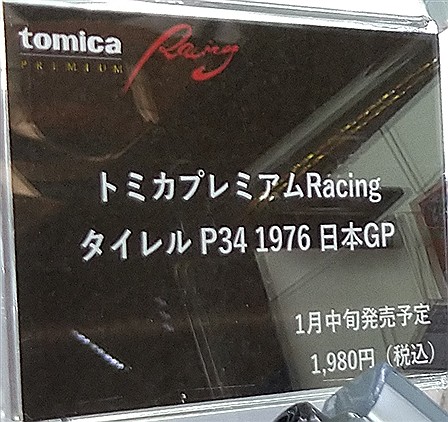 tomica Racing
PREMIUM
トミカプレミアムRacing
タイレル P34 1976 日本GP
1月中旬発売予定
1,980円（税込）